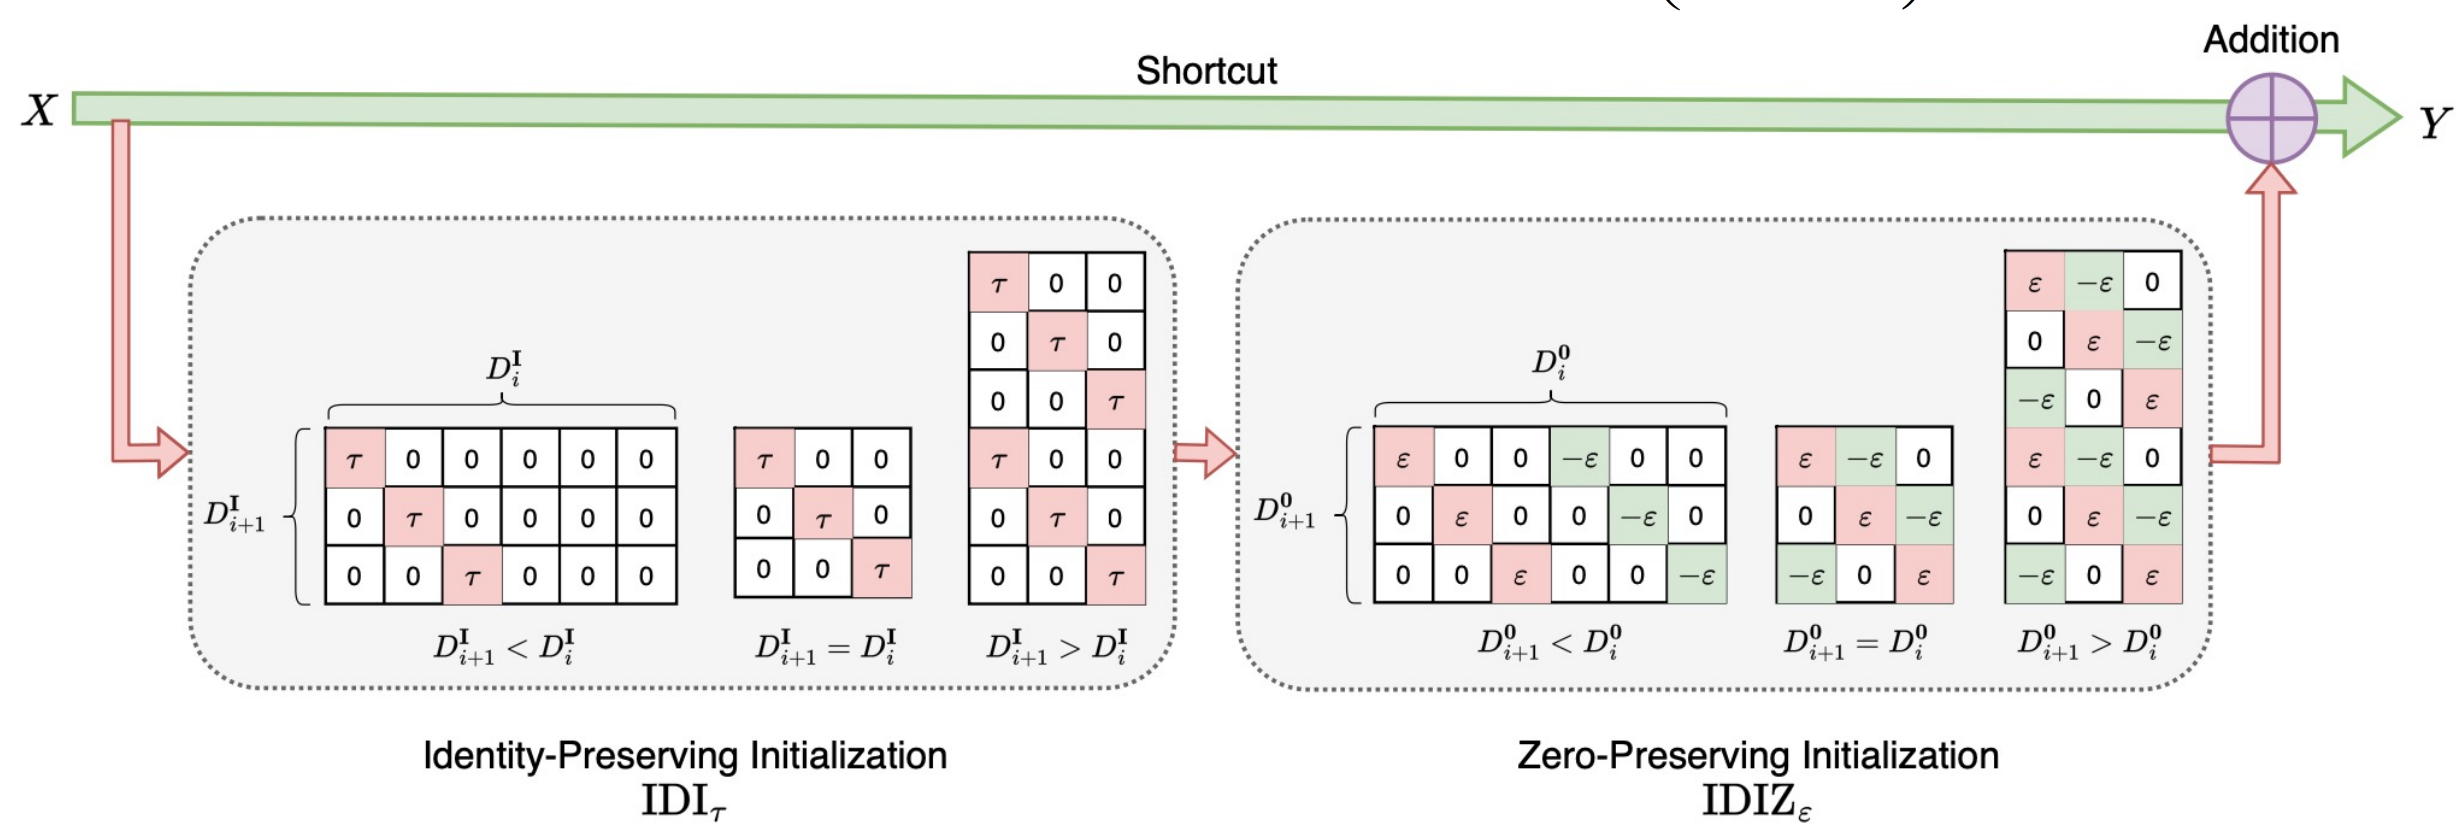 Addition
Shortcut
X
Y
D_i^I
D_{i+1}^I
τ 0 0 0 0 0
0 τ 0 0 0 0
0 0 τ 0 0 0
D_{i+1}^I < D_i^I
τ 0 0
0 τ 0
0 0 τ
D_{i+1}^I = D_i^I
τ 0 0
0 τ 0
0 0 τ
τ 0 0
0 τ 0
0 0 τ
D_{i+1}^I > D_i^I
D_i^0
D_{i+1}^0
ε 0 0 −ε 0 0
0 ε 0 0 −ε 0
0 0 ε 0 0 −ε
D_{i+1}^0 < D_i^0
ε −ε 0
0 ε −ε
−ε 0 ε
D_{i+1}^0 = D_i^0
ε −ε 0
0 ε −ε
−ε 0 ε
ε −ε 0
0 ε −ε
−ε 0 ε
D_{i+1}^0 > D_i^0
Identity-Preserving Initialization
IDI_τ
Zero-Preserving Initialization
IDIZ_ε